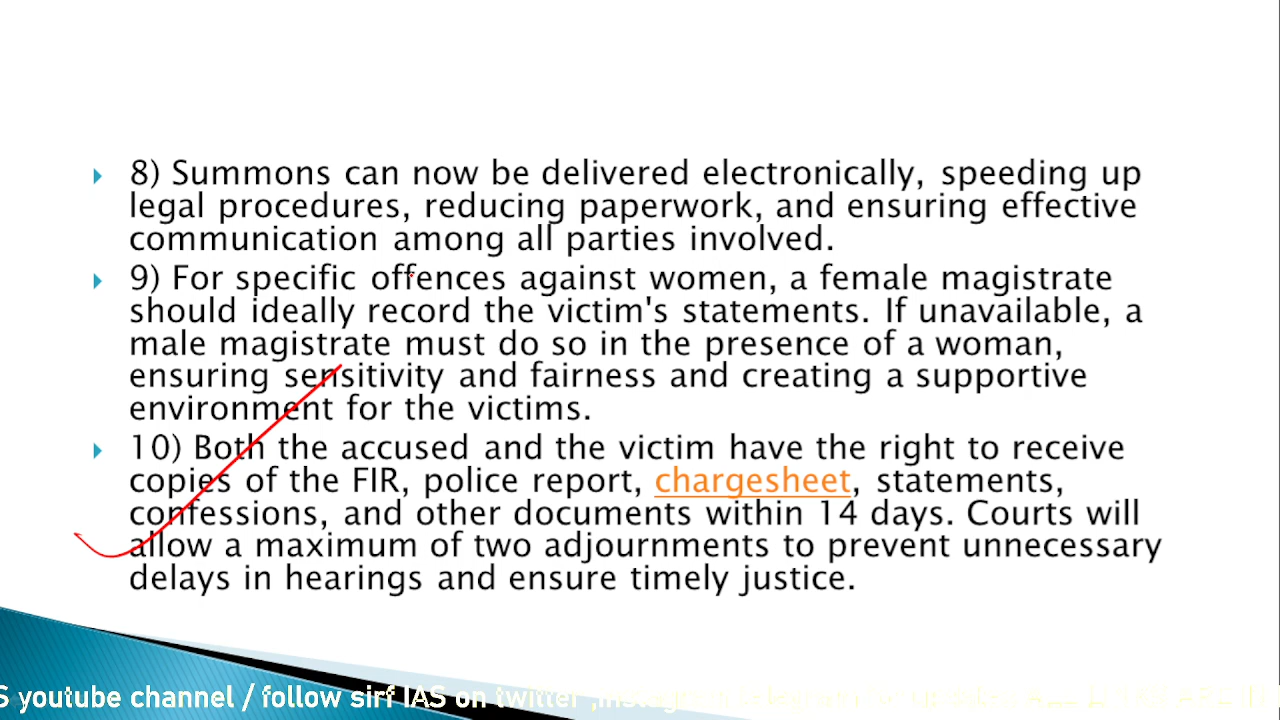 8) Summons can now be delivered electronically, speeding up
legal procedures, reducing paperwork, and ensuring effective
communication among all parties involved.
9) For specific offences against women, a female magistrate
should ideally record the victim's statements. If unavailable, a
male magistrate must do so in the presence of a woman,
ensuring sensitivity and fairness and creating a supportive
environment for the victims.
10) Both the accused and the victim have the right to receive
copies of the FIR, police report, chargesheet, statements,
confessions, and other documents within 14 days. Courts will
allow a maximum of two adjournments to prevent unnecessary
delays in hearings and ensure timely justice.
S youtube channel / follow sirf IAS on twitter